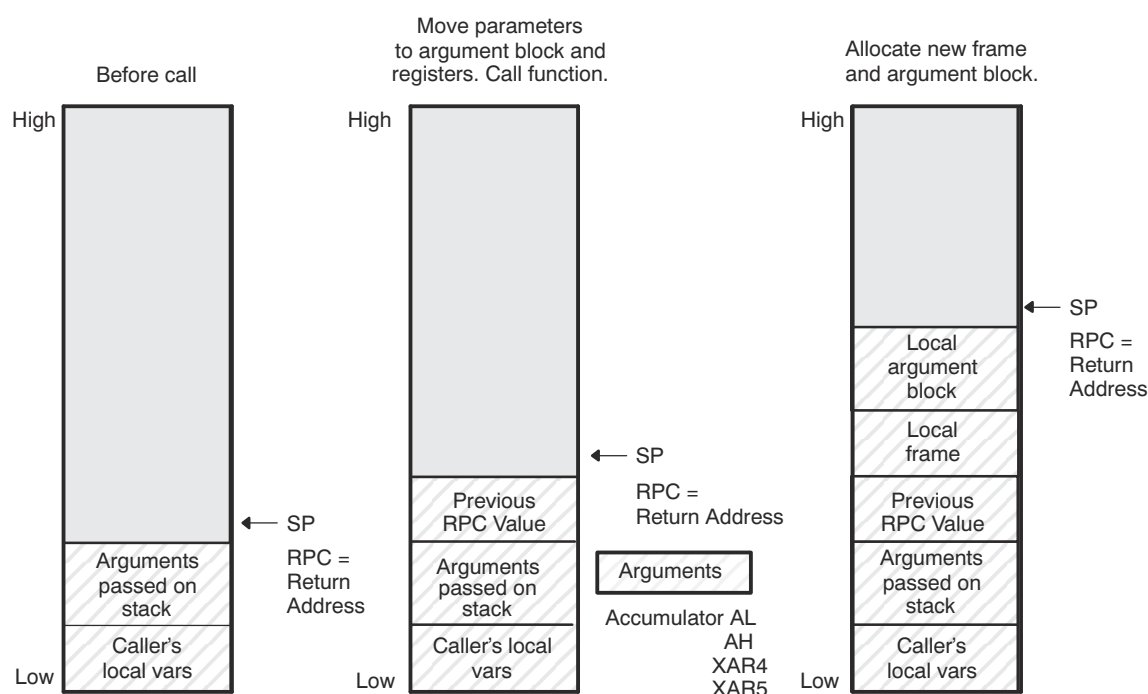 Before call
High
SP
RPC =
Return
Address
Arguments
passed on
stack
Caller's
local vars
Low
Move parameters
to argument block and
registers. Call function.
High
SP
RPC =
Return Address
Previous
RPC Value
Arguments
passed on
stack
Caller's local
vars
Low
Arguments
Accumulator AL
AH
XAR4
XAR5
Allocate new frame
and argument block.
High
SP
RPC =
Return
Address
Local
argument
block
Local
frame
Previous
RPC Value
Arguments
passed on
stack
Caller's
local vars
Low